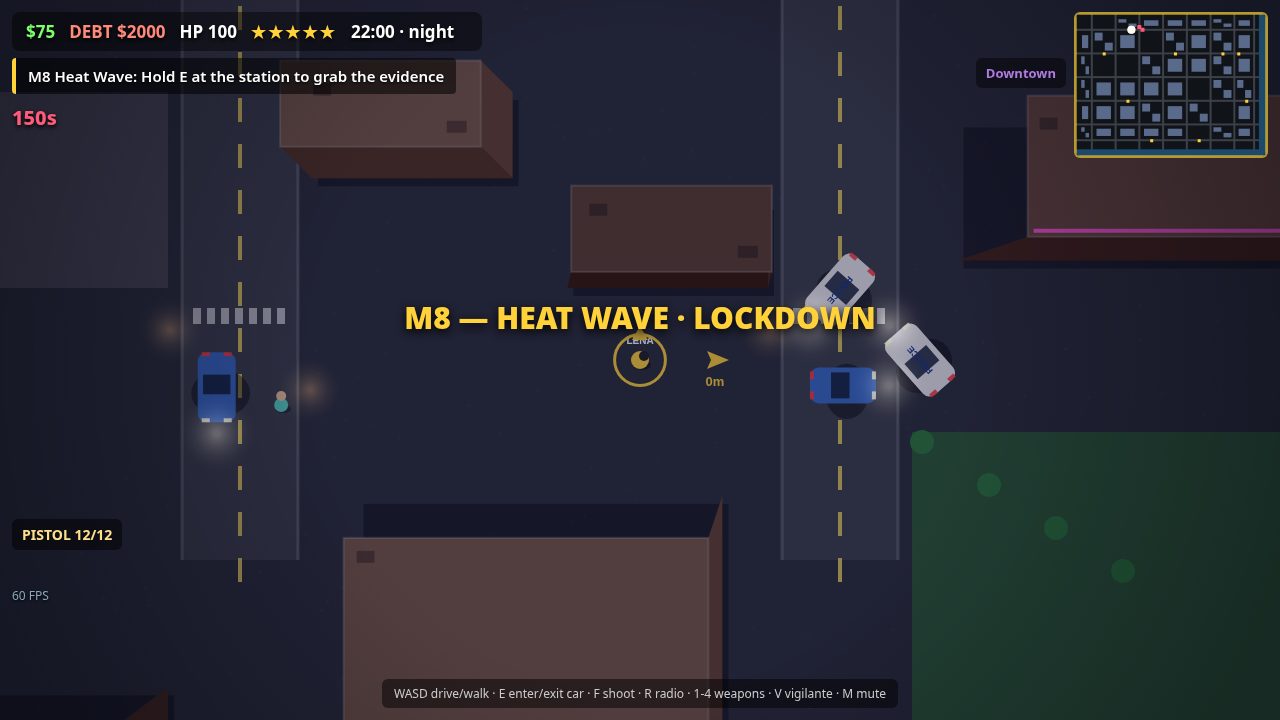 $75 DEBT $2000 HP 100 ★★★★★ 22:00 · night
M8 Heat Wave: Hold E at the station to grab the evidence
Downtown
150s
M8 — HEAT WAVE · LOCKDOWN
LENA
0m
PISTOL 12/12
60 FPS
WASD drive/walk · E enter/exit car · F shoot · R radio · 1-4 weapons · V vigilante · M mute